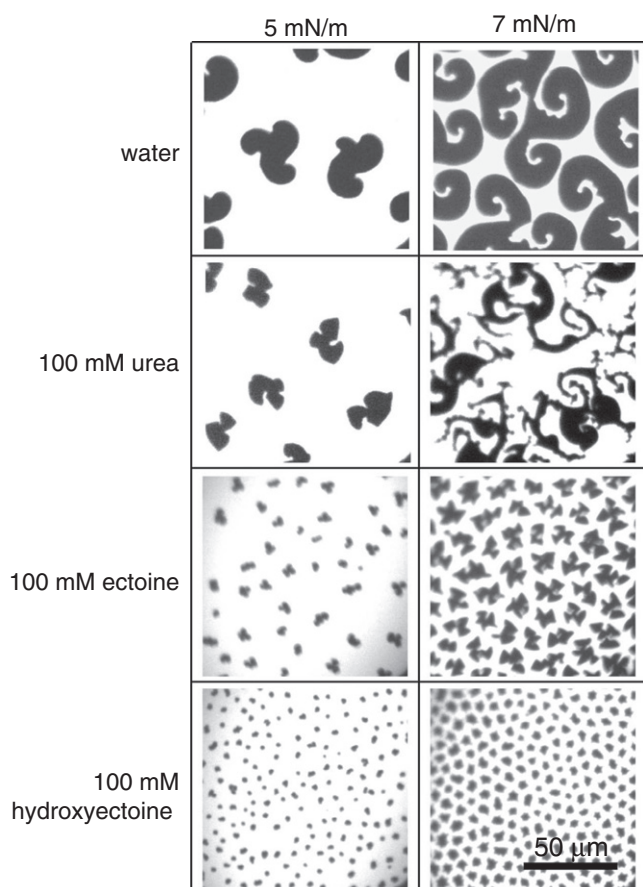 5 mN/m
7 mN/m
water
100 mM urea
100 mM ectoine
100 mM
hydroxyectoine
50 μm